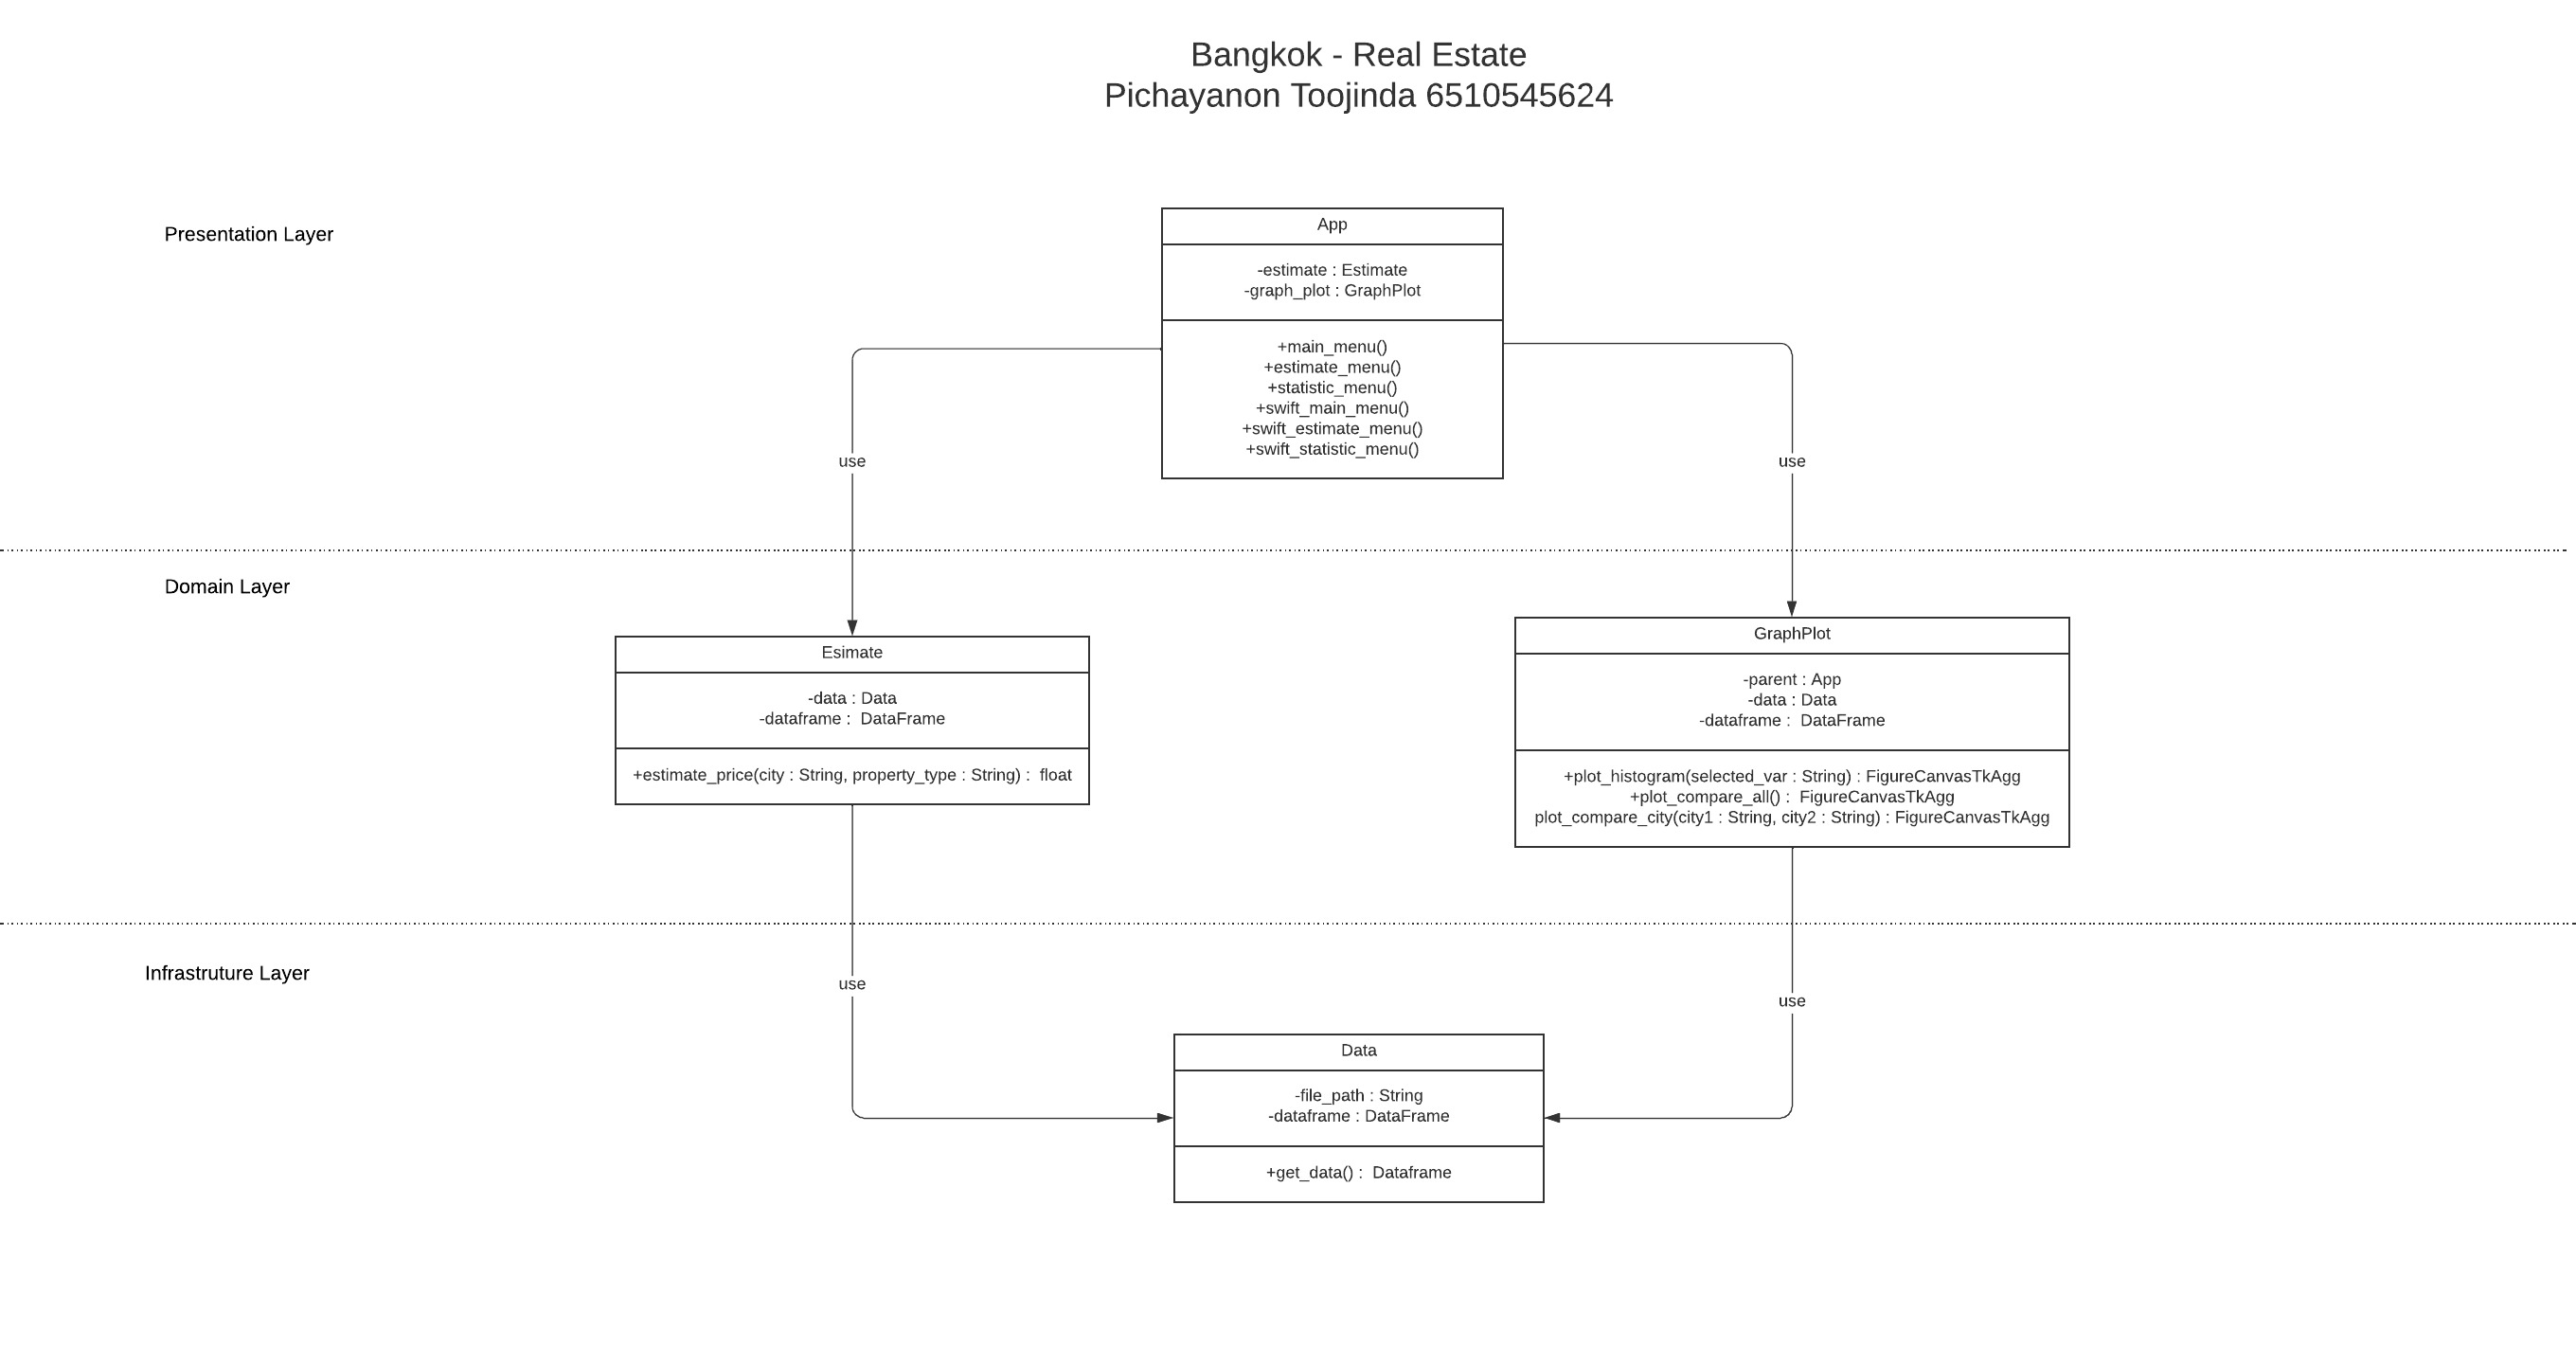 Bangkok - Real Estate
Pichayanon Toojinda 6510545624
Presentation Layer
App
-estimate : Estimate
-graph_plot : GraphPlot
+main_menu()
+estimate_menu()
+statistic_menu()
+swift_main_menu()
+swift_estimate_menu()
+swift_statistic_menu()
use
use
Domain Layer
Esimate
-data : Data
-dataframe :  DataFrame
+estimate_price(city : String, property_type : String) :  float
GraphPlot
-parent : App
-data : Data
-dataframe :  DataFrame
+plot_histogram(selected_var : String) : FigureCanvasTkAgg
+plot_compare_all() :  FigureCanvasTkAgg
plot_compare_city(city1 : String, city2 : String) : FigureCanvasTkAgg
Infrastruture Layer
use
use
Data
-file_path : String
-dataframe : DataFrame
+get_data() :  Dataframe